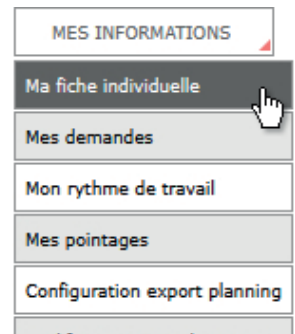 MES INFORMATIONS
Ma fiche individuelle
Mes demandes
Mon rythme de travail
Mes pointages
Configuration export planning